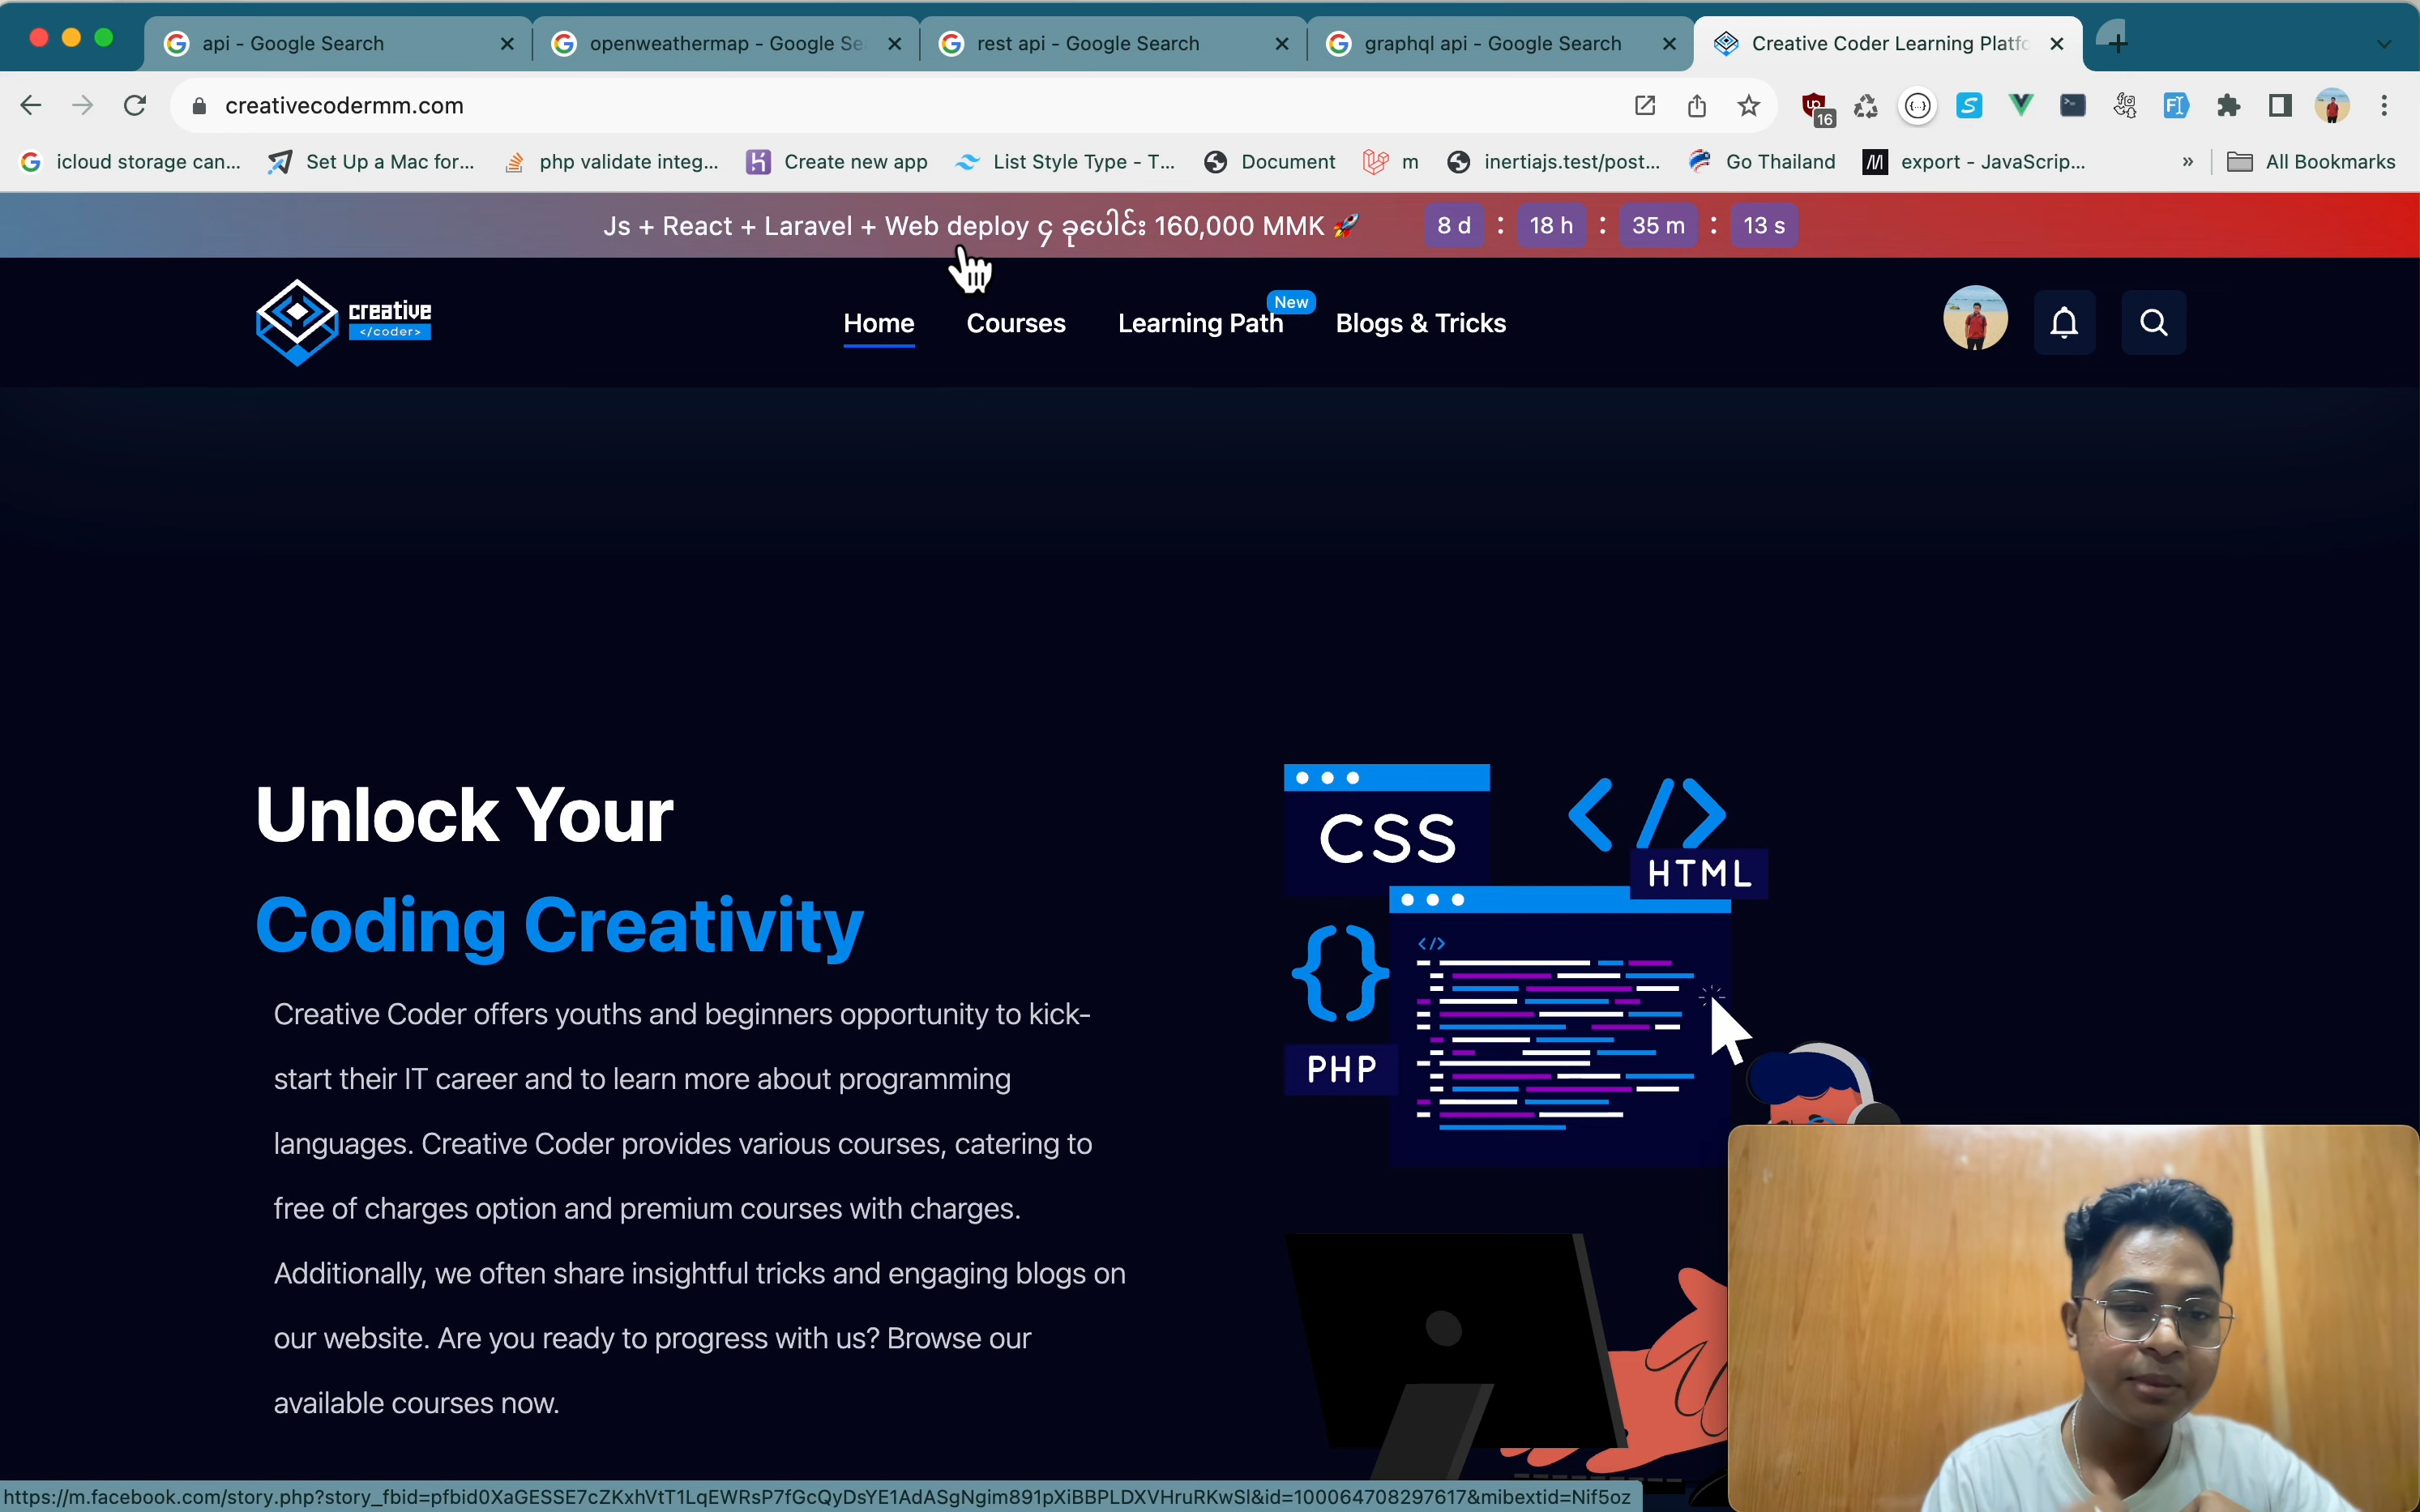 api - Google Search
openweathermap - Google Se
rest api - Google Search
graphql api - Google Search
Creative Coder Learning Platfo
creativecodermm.com
16
icloud storage can...
Set Up a Mac for...
php validate integ...
Create new app
List Style Type - T...
Document
m
inertiajs.test/post...
Go Thailand
export - JavaScrip...
»
All Bookmarks
Js + React + Laravel + Web deploy ၄ ခုပေါင်း 160,000 MMK 🚀
8 d : 18 h : 35 m : 13 s
creative
</coder>
Home
Courses
Learning Path
New
Blogs & Tricks
Unlock Your
Coding Creativity
Creative Coder offers youths and beginners opportunity to kick-
start their IT career and to learn more about programming
languages. Creative Coder provides various courses, catering to
free of charges option and premium courses with charges.
Additionally, we often share insightful tricks and engaging blogs on
our website. Are you ready to progress with us? Browse our
available courses now.
CSS
</>
HTML
{}
</>
PHP
https://m.facebook.com/story.php?story_fbid=pfbid0XaGESSE7cZKxhVtT1LqEWRsP7fGcQyDsYE1AdASgNgim891pXiBBPLDXVHruRKwSl&id=100064708297617&mibextid=Nif5oz